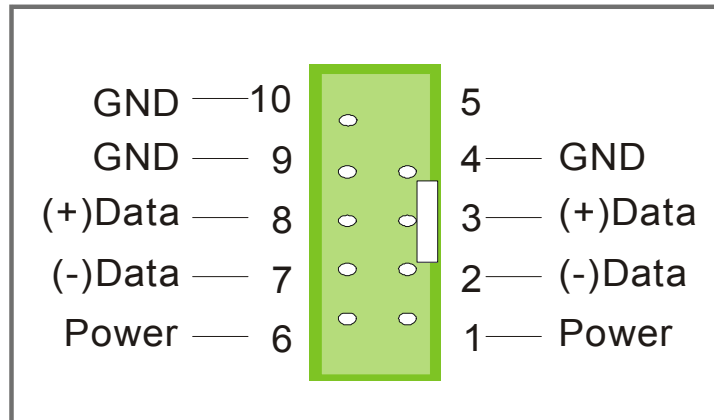 GND 10 5
GND 9 4 GND
(+)Data 8 3 (+)Data
(-)Data 7 2 (-)Data
Power 6 1 Power